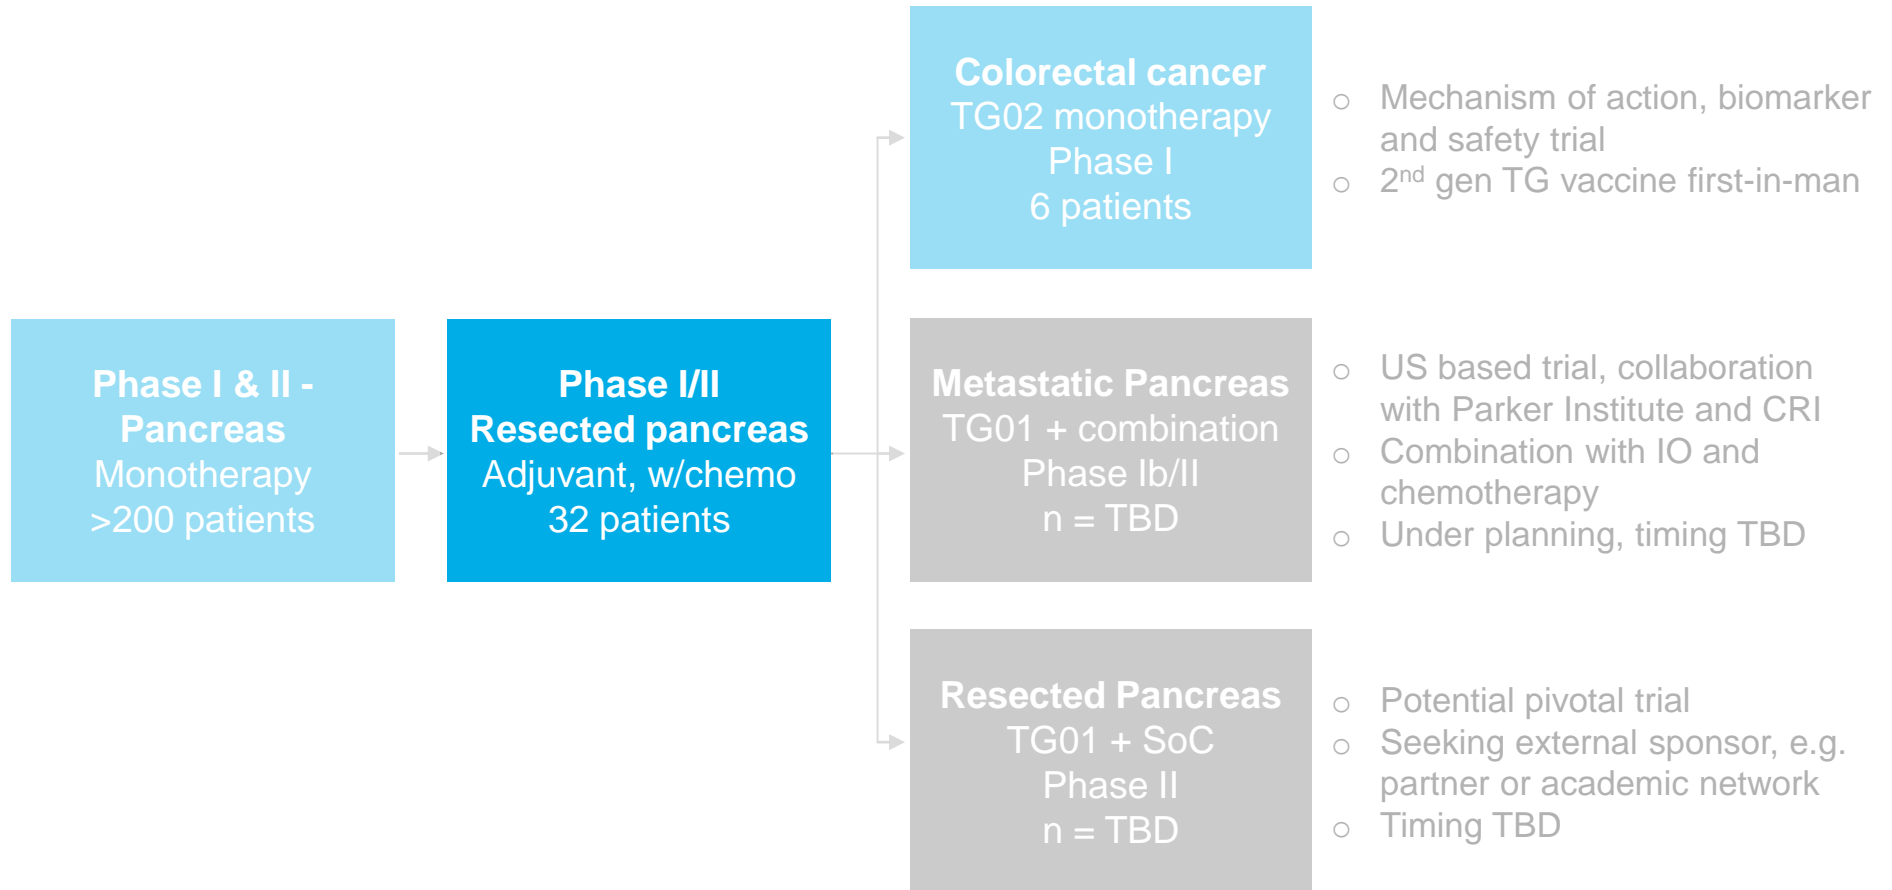 Phase I & II -
Pancreas
Monotherapy
>200 patients
Phase I/II
Resected pancreas
Adjuvant, w/chemo
32 patients
Colorectal cancer
TG02 monotherapy
Phase I
6 patients
○ Mechanism of action, biomarker
and safety trial
○ 2nd gen TG vaccine first-in-man
Metastatic Pancreas
TG01 + combination
Phase Ib/II
n = TBD
○ US based trial, collaboration
with Parker Institute and CRI
○ Combination with IO and
chemotherapy
○ Under planning, timing TBD
Resected Pancreas
TG01 + SoC
Phase II
n = TBD
○ Potential pivotal trial
○ Seeking external sponsor, e.g.
partner or academic network
○ Timing TBD